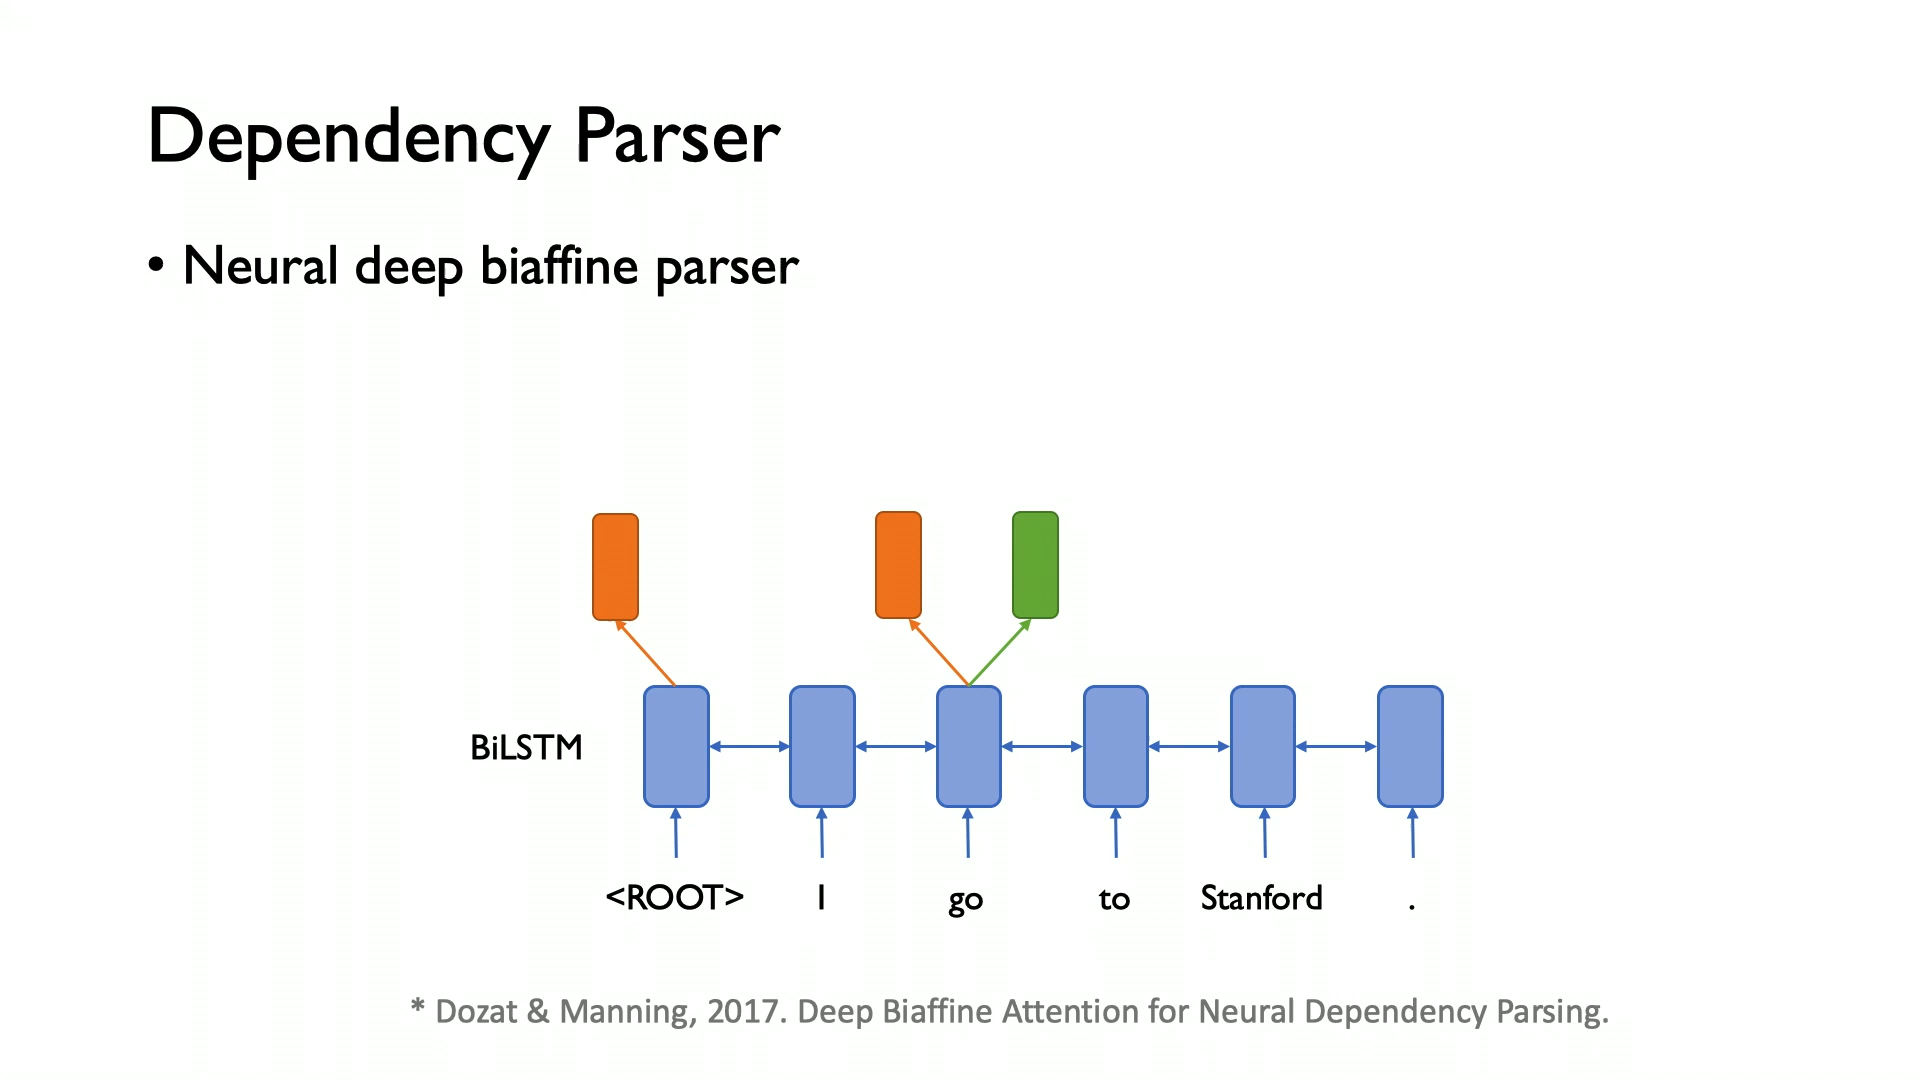 Dependency Parser
• Neural deep biaffine parser
BiLSTM
<ROOT> I go to Stanford .
* Dozat & Manning, 2017. Deep Biaffine Attention for Neural Dependency Parsing.